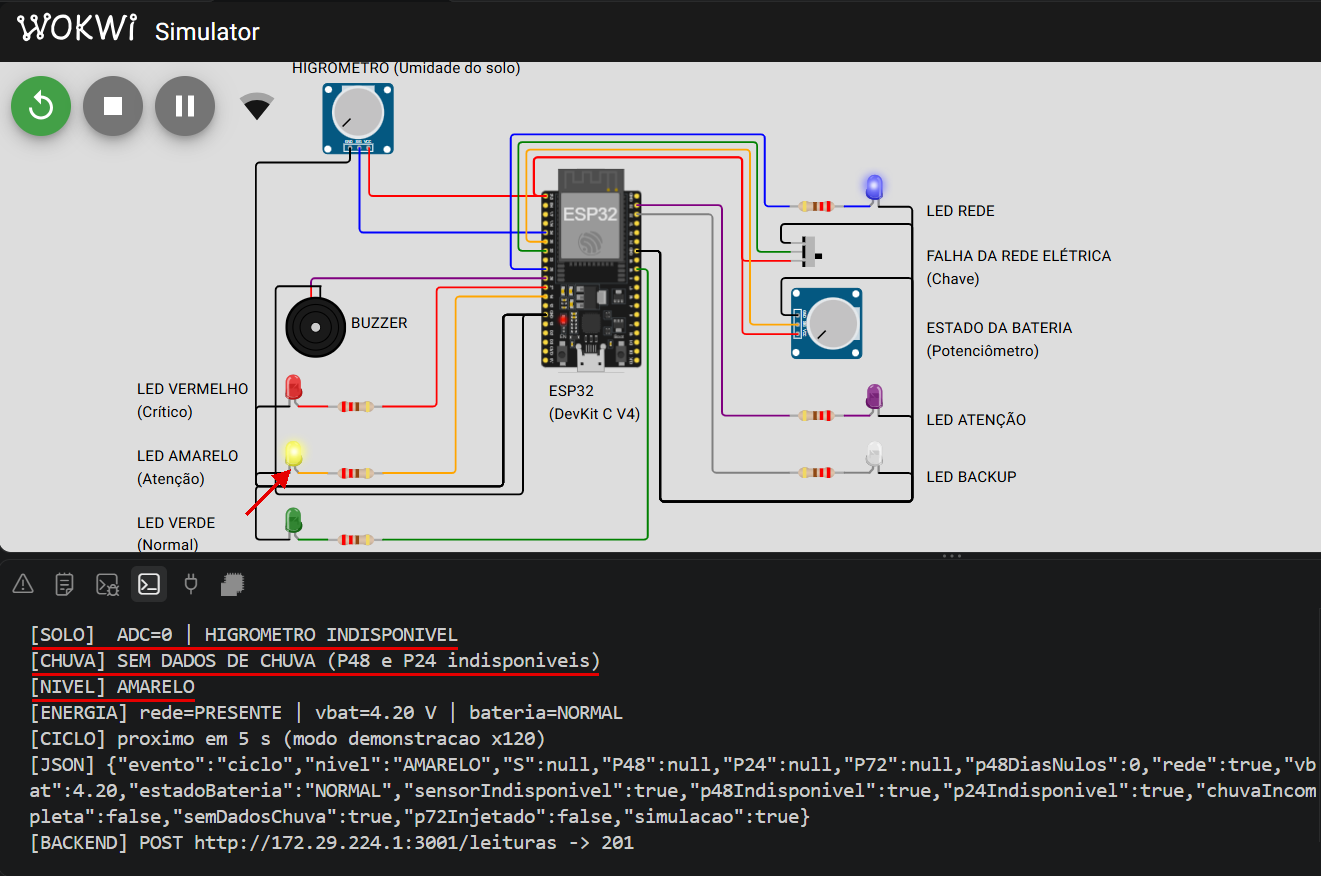 WOKWi Simulator
HIGROMETRO (Umidade do solo)
GND SIG VCC
ESP32
LED REDE
FALHA DA REDE ELÉTRICA
(Chave)
BUZZER
ESTADO DA BATERIA
(Potenciômetro)
LED VERMELHO
(Crítico)
ESP32
(DevKit C V4)
LED ATENÇÃO
LED AMARELO
(Atenção)
LED BACKUP
LED VERDE
(Normal)
[SOLO]  ADC=0 | HIGROMETRO INDISPONIVEL
[CHUVA] SEM DADOS DE CHUVA (P48 e P24 indisponiveis)
[NIVEL] AMARELO
[ENERGIA] rede=PRESENTE | vbat=4.20 V | bateria=NORMAL
[CICLO] proximo em 5 s (modo demonstracao x120)
[JSON] {"evento":"ciclo","nivel":"AMARELO","S":null,"P48":null,"P24":null,"P72":null,"p48DiasNulos":0,"rede":true,"vb
at":4.20,"estadoBateria":"NORMAL","sensorIndisponivel":true,"p48Indisponivel":true,"p24Indisponivel":true,"chuvaIncom
pleta":false,"semDadosChuva":true,"p72Injetado":false,"simulacao":true}
[BACKEND] POST http://172.29.224.1:3001/leituras -> 201